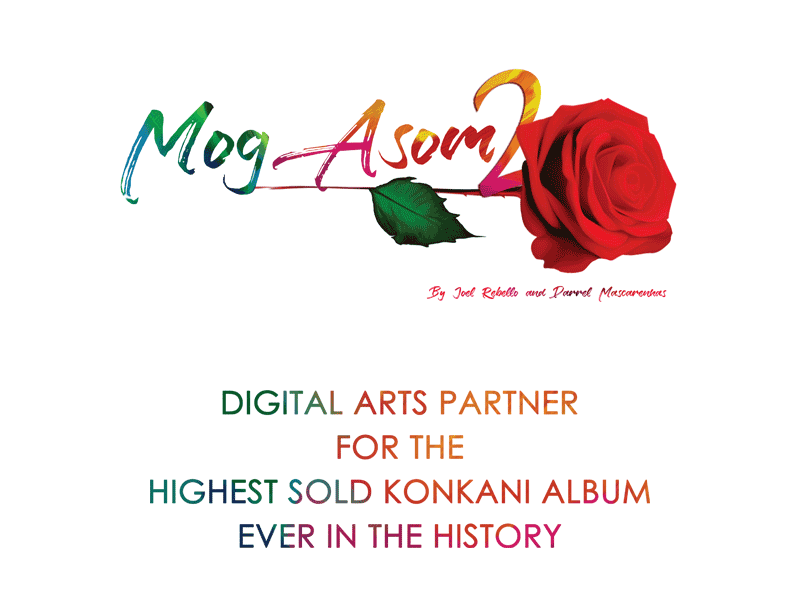 Mog Asom 2
By Joel Rebello and Darrel Mascarenhas
DIGITAL ARTS PARTNER
FOR THE
HIGHEST SOLD KONKANI ALBUM
EVER IN THE HISTORY